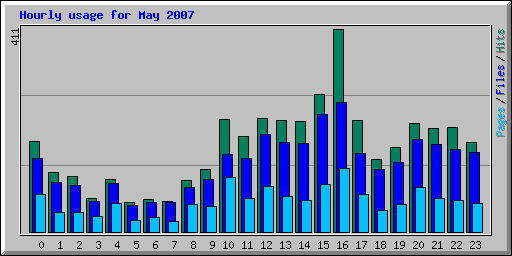 Hourly usage for May 2007
411
Pages / Files / Hits
0 1 2 3 4 5 6 7 8 9 10 11 12 13 14 15 16 17 18 19 20 21 22 23